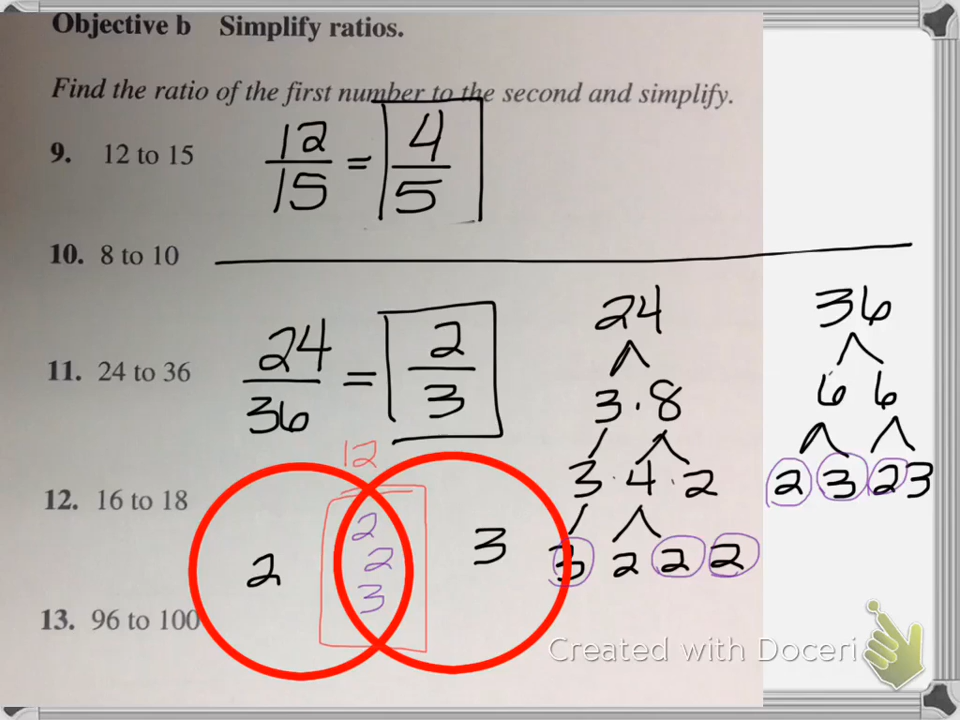 Objective b Simplify ratios.
Find the ratio of the first number to the second and simplify.
9. 12 to 15
12/15 = 4/5
10. 8 to 10
11. 24 to 36
24/36 = 2/3
24
3 · 8
3 · 4 · 2
3 2 2 2
36
6 6
2 3 2 3
12
12. 16 to 18
2
2
2
3
3
13. 96 to 100
Created with Doceri